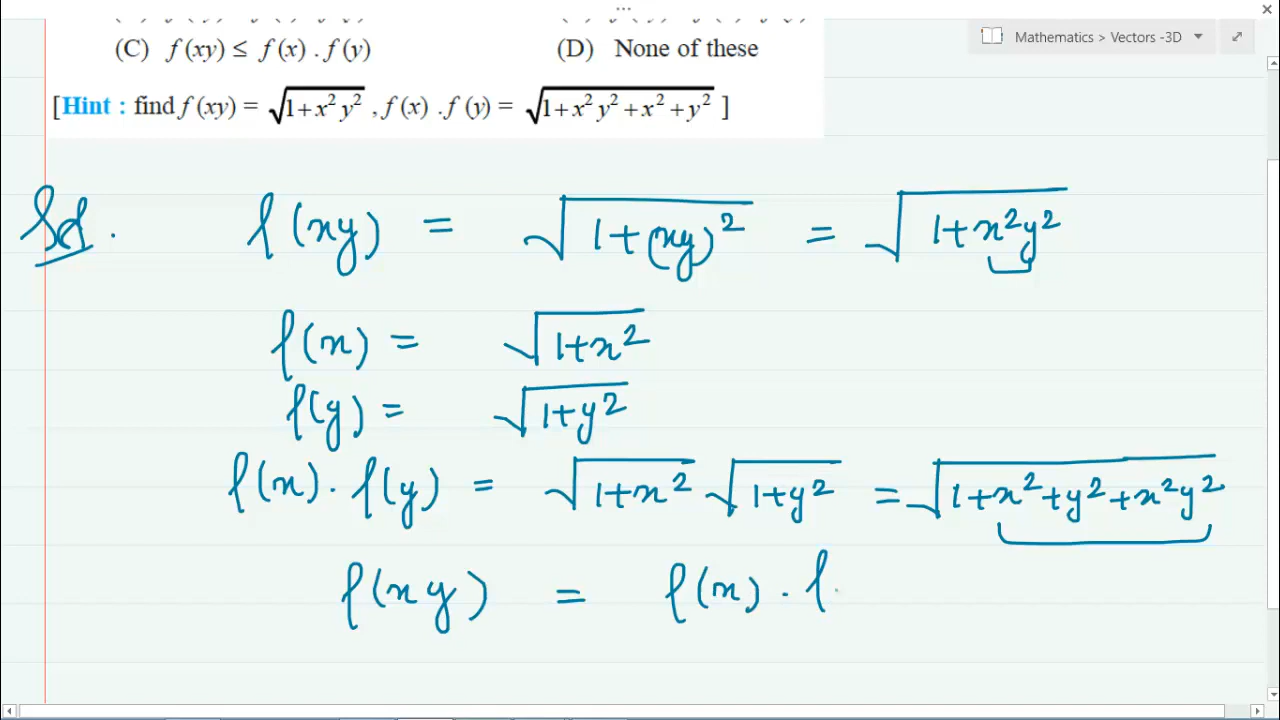 Mathematics > Vectors -3D
(C) f(xy) ≤ f(x) . f(y) (D) None of these
[Hint : find f(xy) = √(1+x²y²) , f(x) . f(y) = √(1+x²y²+x²+y²) ]
Sol. f(xy) = √(1+(xy)²) = √(1+x²y²)
f(x) = √(1+x²)
f(y) = √(1+y²)
f(x) . f(y) = √(1+x²) √(1+y²) = √(1+x²+y²+x²y²)
f(xy) = f(x) . f